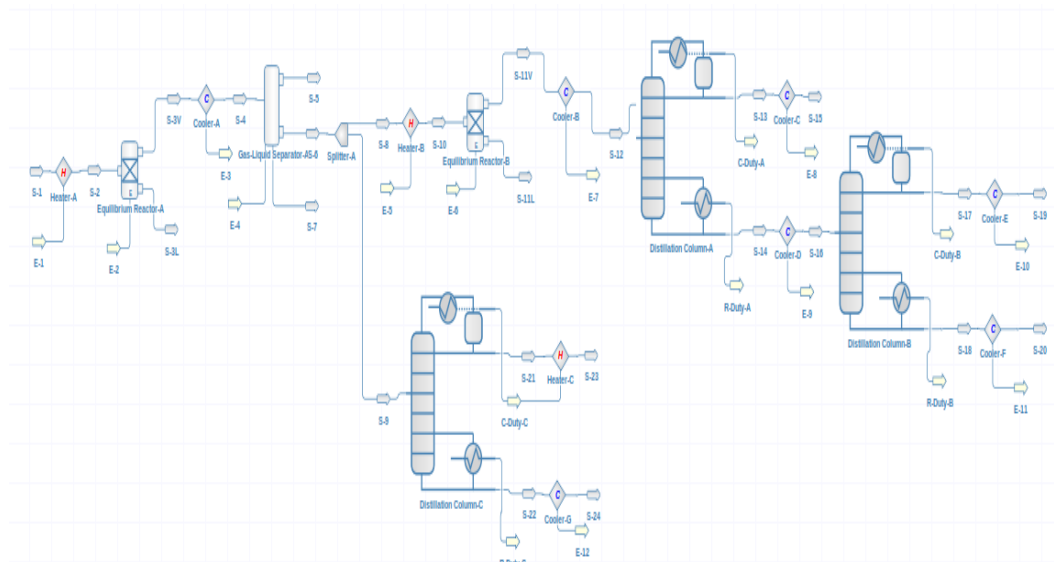 S-11V
S-5
S-3V
Cooler-A
S-4
Cooler-B
S-13
Cooler-C
S-15
S-8
Heater-B
S-10
Gas-Liquid Separator-A
S-6
Splitter-A
Equilibrium Reactor-B
S-12
C-Duty-A
E-8
E-3
S-1
Heater-A
S-2
Equilibrium Reactor-A
E-5
E-6
S-11L
E-7
E-4
S-7
S-17
Cooler-E
S-19
Distillation Column-A
S-14
Cooler-D
S-16
C-Duty-B
E-10
S-3L
E-1
E-2
R-Duty-A
E-9
Distillation Column-B
S-18
Cooler-F
S-20
S-21
Heater-C
S-23
R-Duty-B
E-11
S-9
C-Duty-C
Distillation Column-C
S-22
Cooler-G
S-24
E-12
H
H
H
C
C
C
C
C
C
C